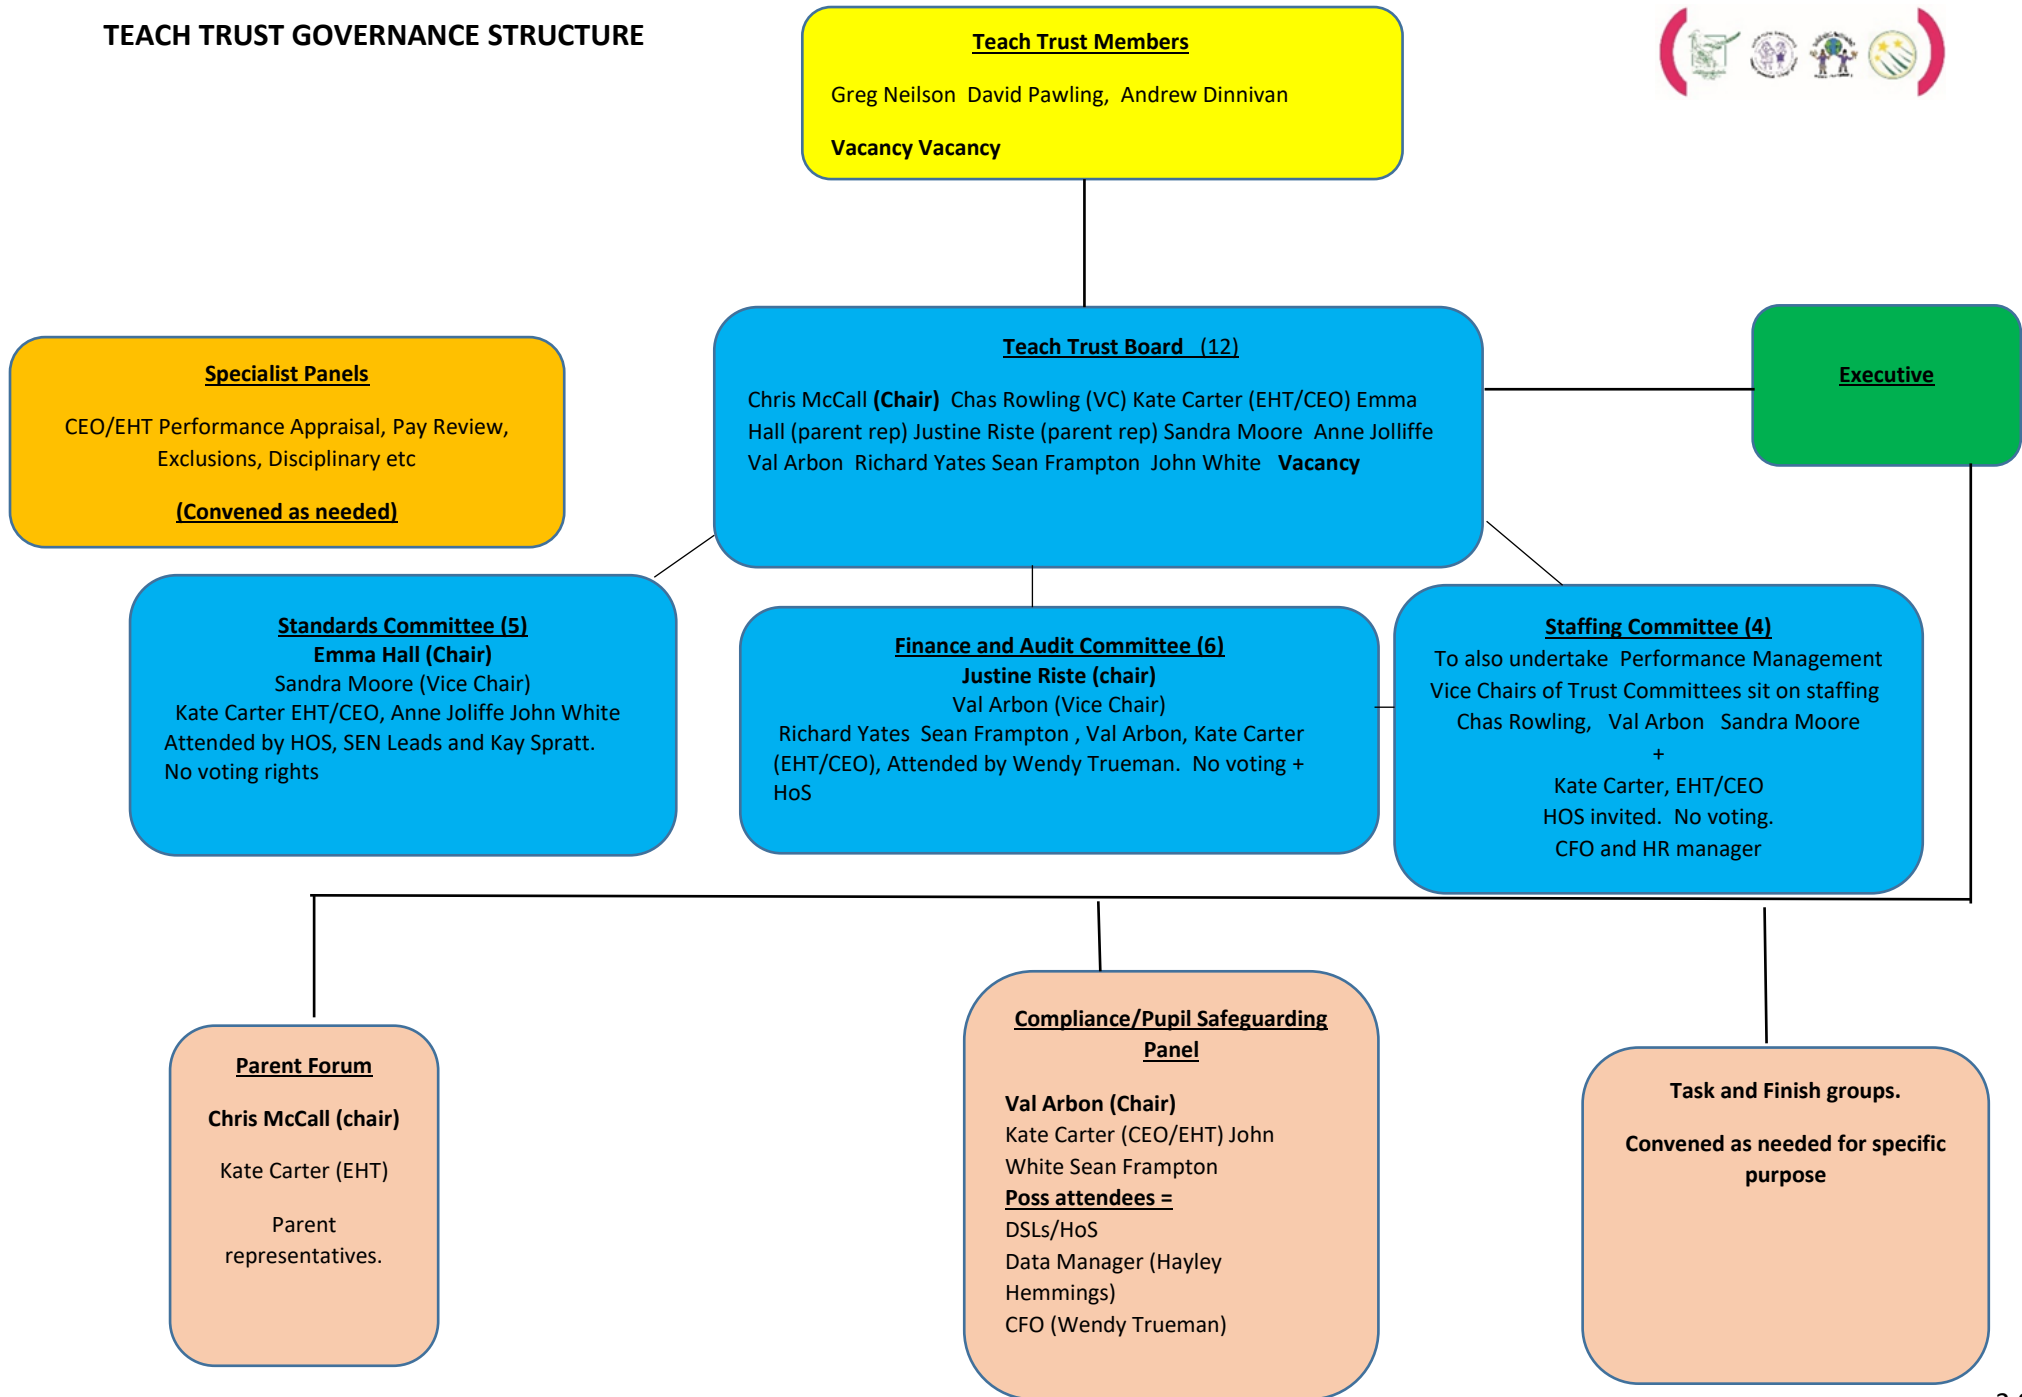 TEACH TRUST GOVERNANCE STRUCTURE
Teach Trust Members
Greg Neilson  David Pawling,  Andrew Dinnivan
Vacancy Vacancy
Teach Trust Board  (12)
Chris McCall (Chair)  Chas Rowling (VC) Kate Carter (EHT/CEO) Emma
Hall (parent rep) Justine Riste (parent rep) Sandra Moore  Anne Jolliffe
Val Arbon  Richard Yates Sean Frampton  John White  Vacancy
Executive
Specialist Panels
CEO/EHT Performance Appraisal, Pay Review,
Exclusions, Disciplinary etc
(Convened as needed)
Standards Committee (5)
Emma Hall (Chair)
Sandra Moore (Vice Chair)
Kate Carter EHT/CEO, Anne Joliffe John White
Attended by HOS, SEN Leads and Kay Spratt.
No voting rights
Finance and Audit Committee (6)
Justine Riste (chair)
Val Arbon (Vice Chair)
Richard Yates  Sean Frampton , Val Arbon, Kate Carter
(EHT/CEO), Attended by Wendy Trueman.  No voting +
HoS
Staffing Committee (4)
To also undertake  Performance Management
Vice Chairs of Trust Committees sit on staffing
Chas Rowling,   Val Arbon   Sandra Moore
+
Kate Carter, EHT/CEO
HOS invited.  No voting.
CFO and HR manager
Parent Forum
Chris McCall (chair)
Kate Carter (EHT)
Parent
representatives.
Compliance/Pupil Safeguarding
Panel
Val Arbon (Chair)
Kate Carter (CEO/EHT) John
White Sean Frampton
Poss attendees =
DSLs/HoS
Data Manager (Hayley
Hemmings)
CFO (Wendy Trueman)
Task and Finish groups.
Convened as needed for specific
purpose